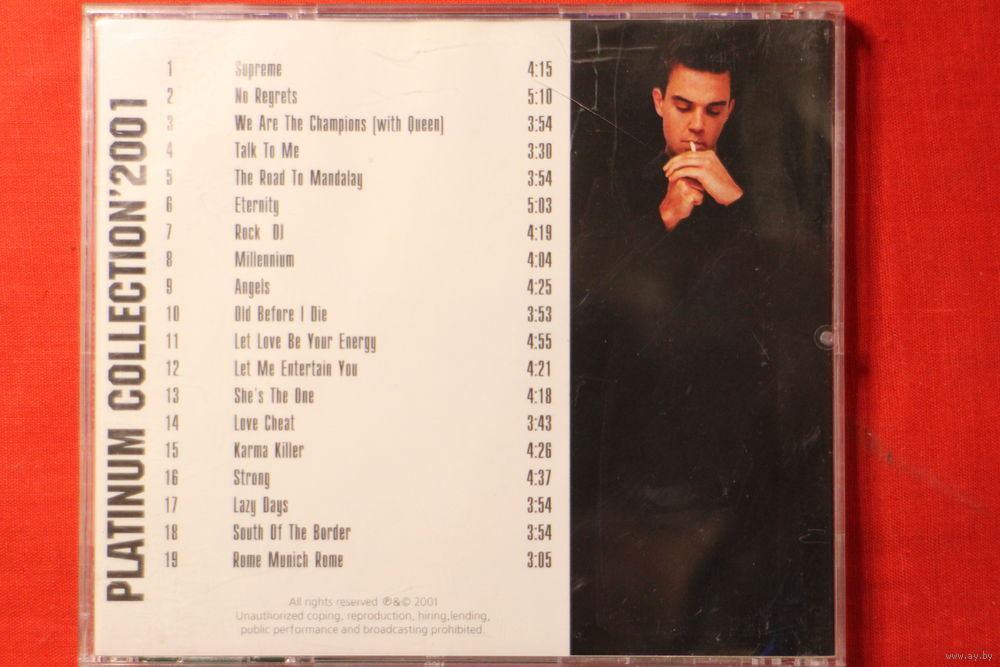 PLATINUM COLLECTION'2001
1 Supreme 4:15
2 No Regrets 5:10
3 We Are The Champions (with Queen) 3:54
4 Talk To Me 3:30
5 The Road To Mandalay 3:54
6 Eternity 5:03
7 Rock DJ 4:19
8 Millennium 4:04
9 Angels 4:25
10 Old Before I Die 3:53
11 Let Love Be Your Energy 4:55
12 Let Me Entertain You 4:21
13 She's The One 4:18
14 Love Cheat 3:43
15 Karma Killer 4:26
16 Strong 4:37
17 Lazy Days 3:54
18 South Of The Border 3:54
19 Rome Munich Rome 3:05
All rights reserved ℗&© 2001
Unauthorized coping, reproduction, hiring,lending,
public performance and broadcasting prohibited.
www.ay.by